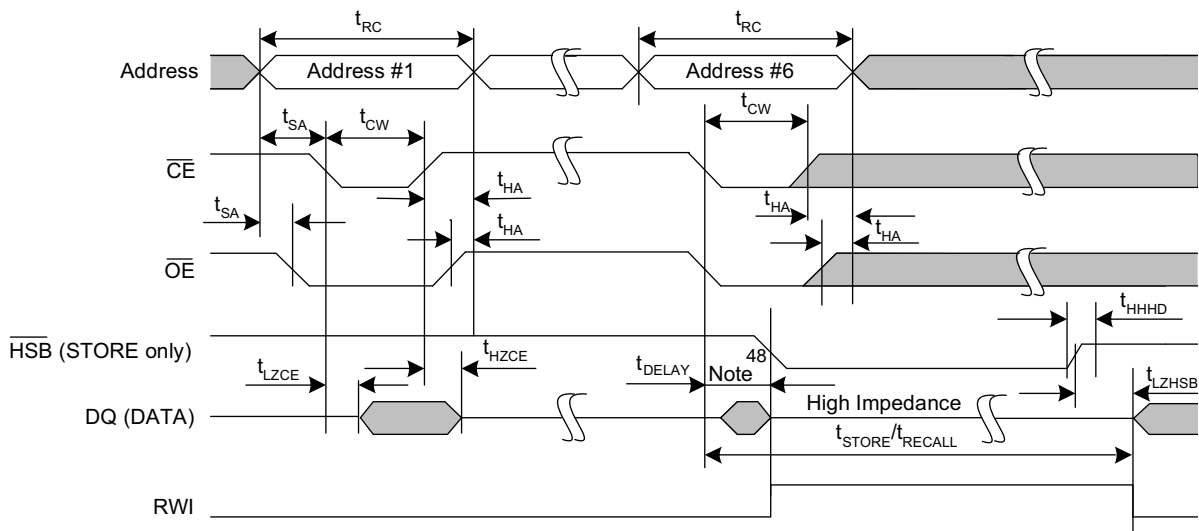 tRC tRC
Address Address #1 Address #6
tSA tCW tCW
CE
tHA tHA
tSA tHA tHA
OE
tHHHD
HSB (STORE only)
tLZCE tHZCE tDELAY Note 48 tLZHSB
DQ (DATA) High Impedance
tSTORE/tRECALL
RWI